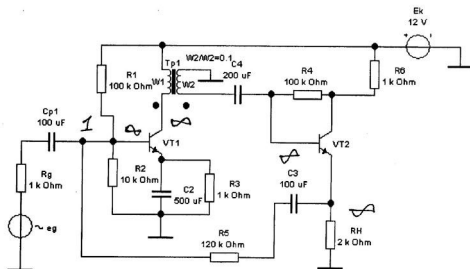 Ek
12 V
W2/W2=0.1
Tp1
C4
200 uF
R1
100 k Ohm
W1
W2
R4
100 k Ohm
R6
1 k Ohm
Cp1
100 uF
1
VT1
VT2
Rg
1 k Ohm
R2
10 k Ohm
C2
500 uF
R3
1 k Ohm
C3
100 uF
~ eg
R5
120 k Ohm
RH
2 k Ohm